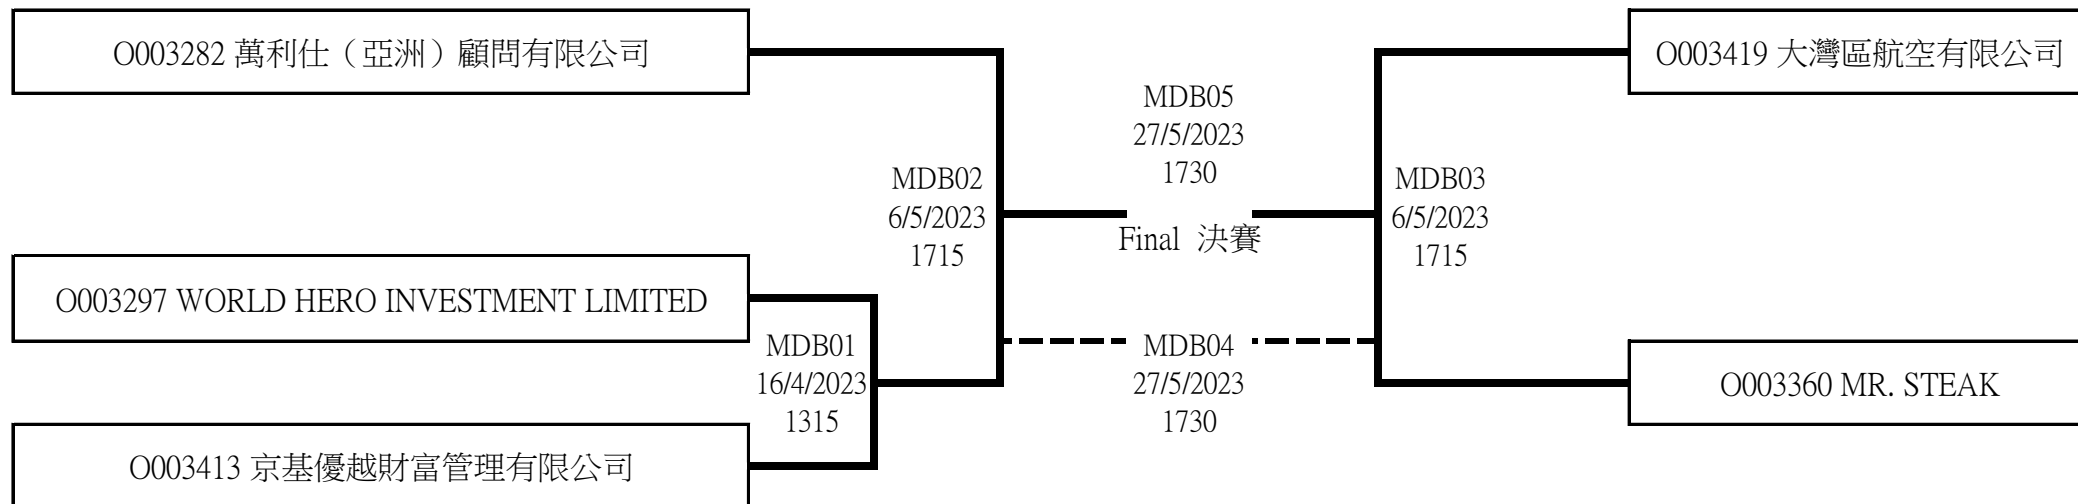 O003282 萬利仕（亞洲）顧問有限公司
O003419 大灣區航空有限公司
MDB05
27/5/2023
1730
Final 決賽
MDB02
6/5/2023
1715
MDB03
6/5/2023
1715
O003297 WORLD HERO INVESTMENT LIMITED
MDB01
16/4/2023
1315
MDB04
27/5/2023
1730
O003360 MR. STEAK
O003413 京基優越財富管理有限公司